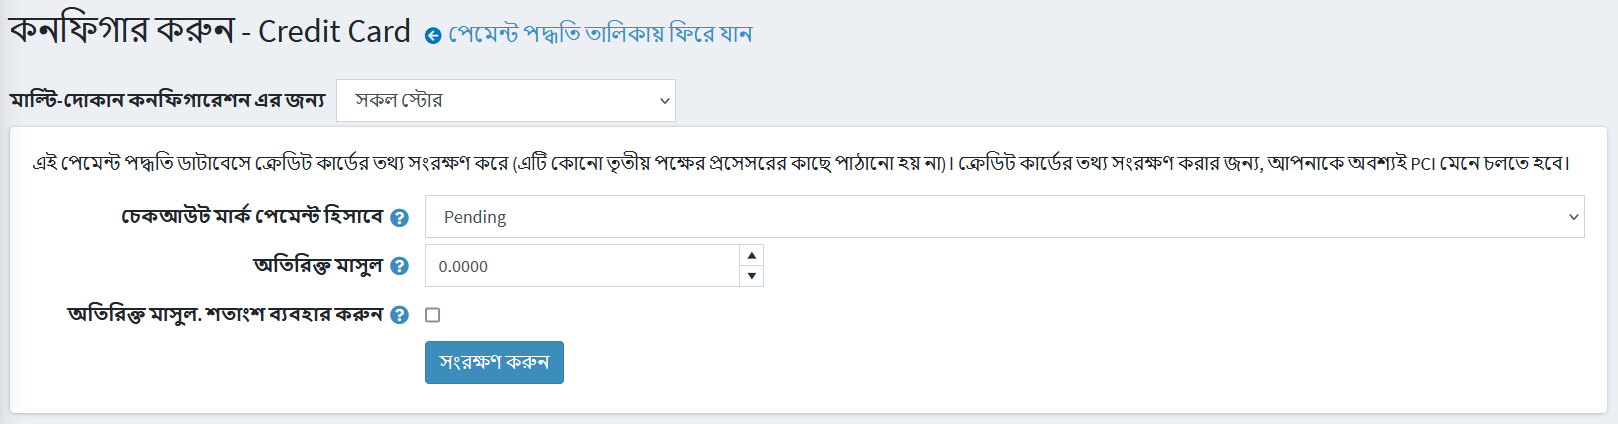 কনফিগার করুন - Credit Card পেমেন্ট পদ্ধতি তালিকায় ফিরে যান
মাল্টি-দোকান কনফিগারেশন এর জন্য সকল স্টোর
এই পেমেন্ট পদ্ধতি ডাটাবেসে ক্রেডিট কার্ডের তথ্য সংরক্ষণ করে (এটি কোনো তৃতীয় পক্ষের প্রসেসরের কাছে পাঠানো হয় না)। ক্রেডিট কার্ডের তথ্য সংরক্ষণ করার জন্য, আপনাকে অবশ্যই PCI মেনে চলতে হবে।
চেকআউট মার্ক পেমেন্ট হিসাবে ? Pending
অতিরিক্ত মাসুল ? 0.0000
অতিরিক্ত মাসুল. শতাংশ ব্যবহার করুন ?
সংরক্ষণ করুন